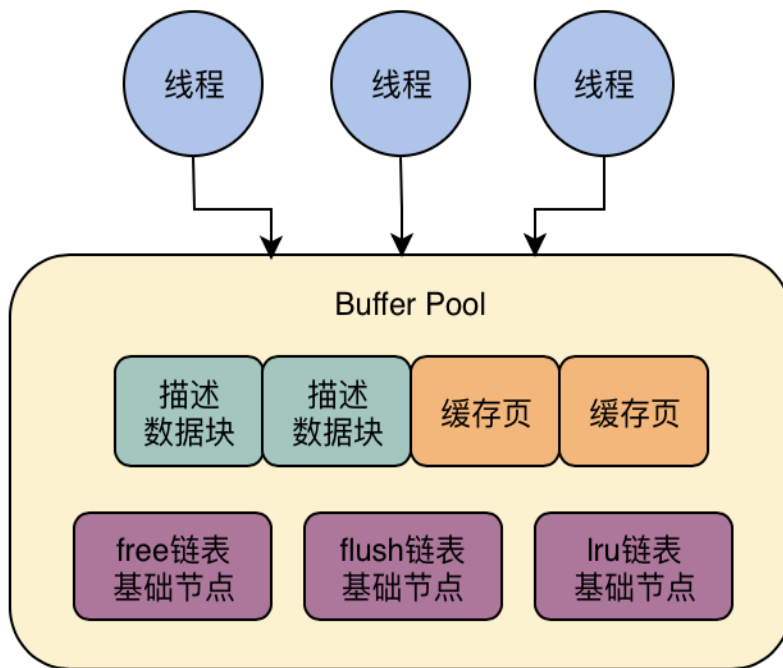 线程
线程
线程
Buffer Pool
描述
数据块
描述
数据块
缓存页
缓存页
free链表
基础节点
flush链表
基础节点
lru链表
基础节点